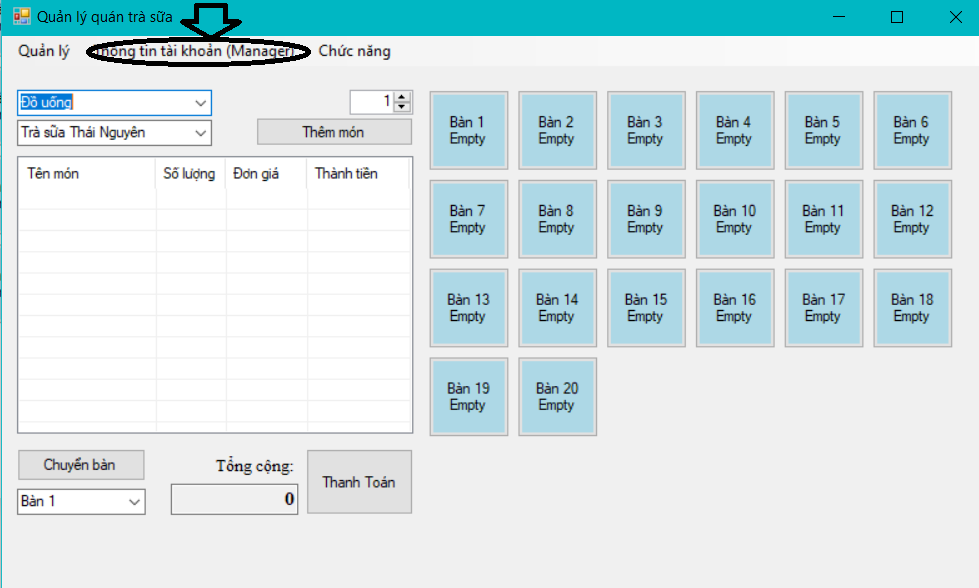 Quản lý quán trà sữa
Quản lý Thông tin tài khoản (Manager) Chức năng
Đồ uống 1
Trà sữa Thái Nguyên Thêm món
Tên món Số lượng Đơn giá Thành tiền
Bàn 1 Bàn 2 Bàn 3 Bàn 4 Bàn 5 Bàn 6
Empty Empty Empty Empty Empty Empty
Bàn 7 Bàn 8 Bàn 9 Bàn 10 Bàn 11 Bàn 12
Empty Empty Empty Empty Empty Empty
Bàn 13 Bàn 14 Bàn 15 Bàn 16 Bàn 17 Bàn 18
Empty Empty Empty Empty Empty Empty
Bàn 19 Bàn 20
Empty Empty
Chuyển bàn Tổng cộng: Thanh Toán
Bàn 1 0